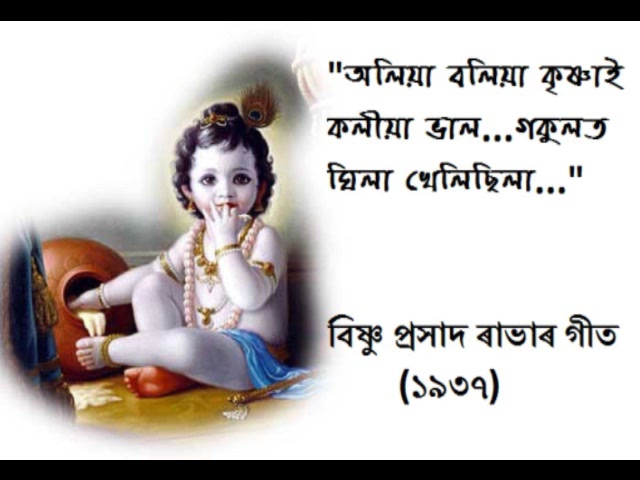 "অলিয়া বলিয়া কৃষ্ণাই
কলীয়া ভাল...গকুলত
ঘিলা খেলিছিলা..."
বিষ্ণু প্ৰসাদ ৰাভাৰ গীত
(১৯৩৭)